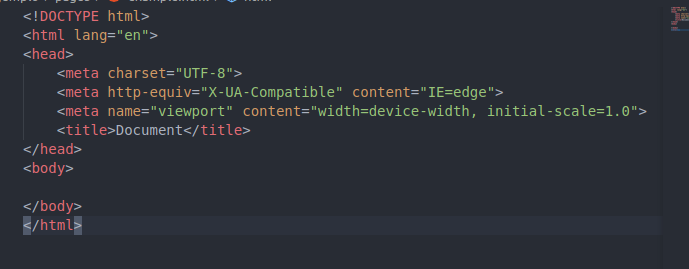 <!DOCTYPE html>
<html lang="en">
<head>
    <meta charset="UTF-8">
    <meta http-equiv="X-UA-Compatible" content="IE=edge">
    <meta name="viewport" content="width=device-width, initial-scale=1.0">
    <title>Document</title>
</head>
<body>

</body>
</html>